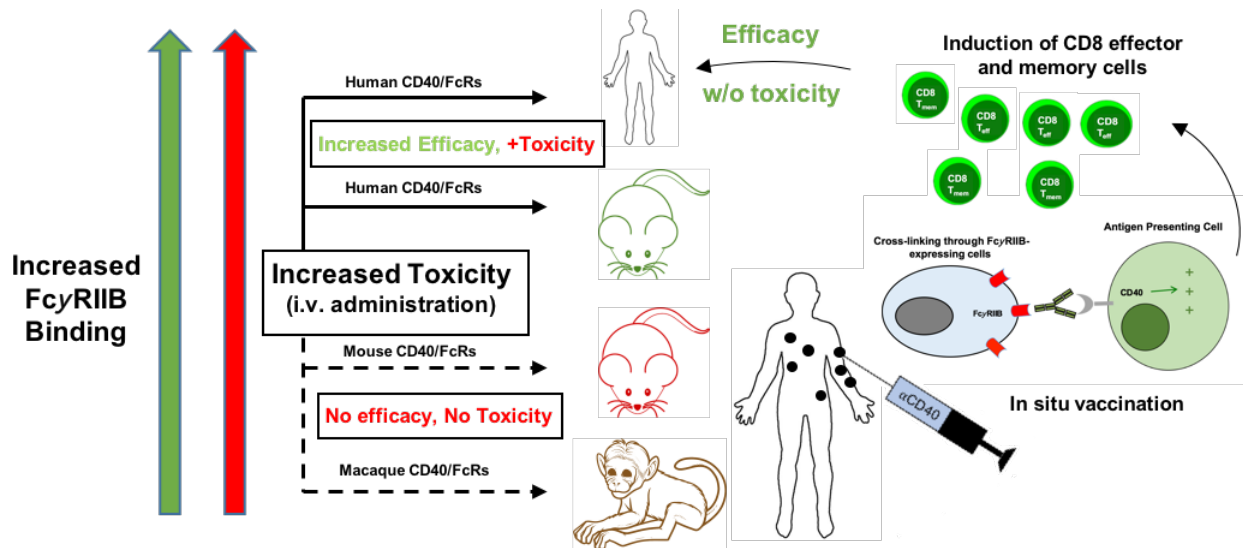 Increased
FcyRIIB
Binding
Human CD40/FcRs
Increased Efficacy, +Toxicity
Human CD40/FcRs
Increased Toxicity
(i.v. administration)
Mouse CD40/FcRs
No efficacy, No Toxicity
Macaque CD40/FcRs
Efficacy
w/o toxicity
Induction of CD8 effector
and memory cells
CD8
Tmem
CD8
Teff
CD8
Teff
CD8
Teff
CD8
Tmem
CD8
Tmem
Cross-linking through FcyRIIB-
expressing cells
FcyRIIB
Antigen Presenting Cell
CD40
+
+
+
αCD40
In situ vaccination